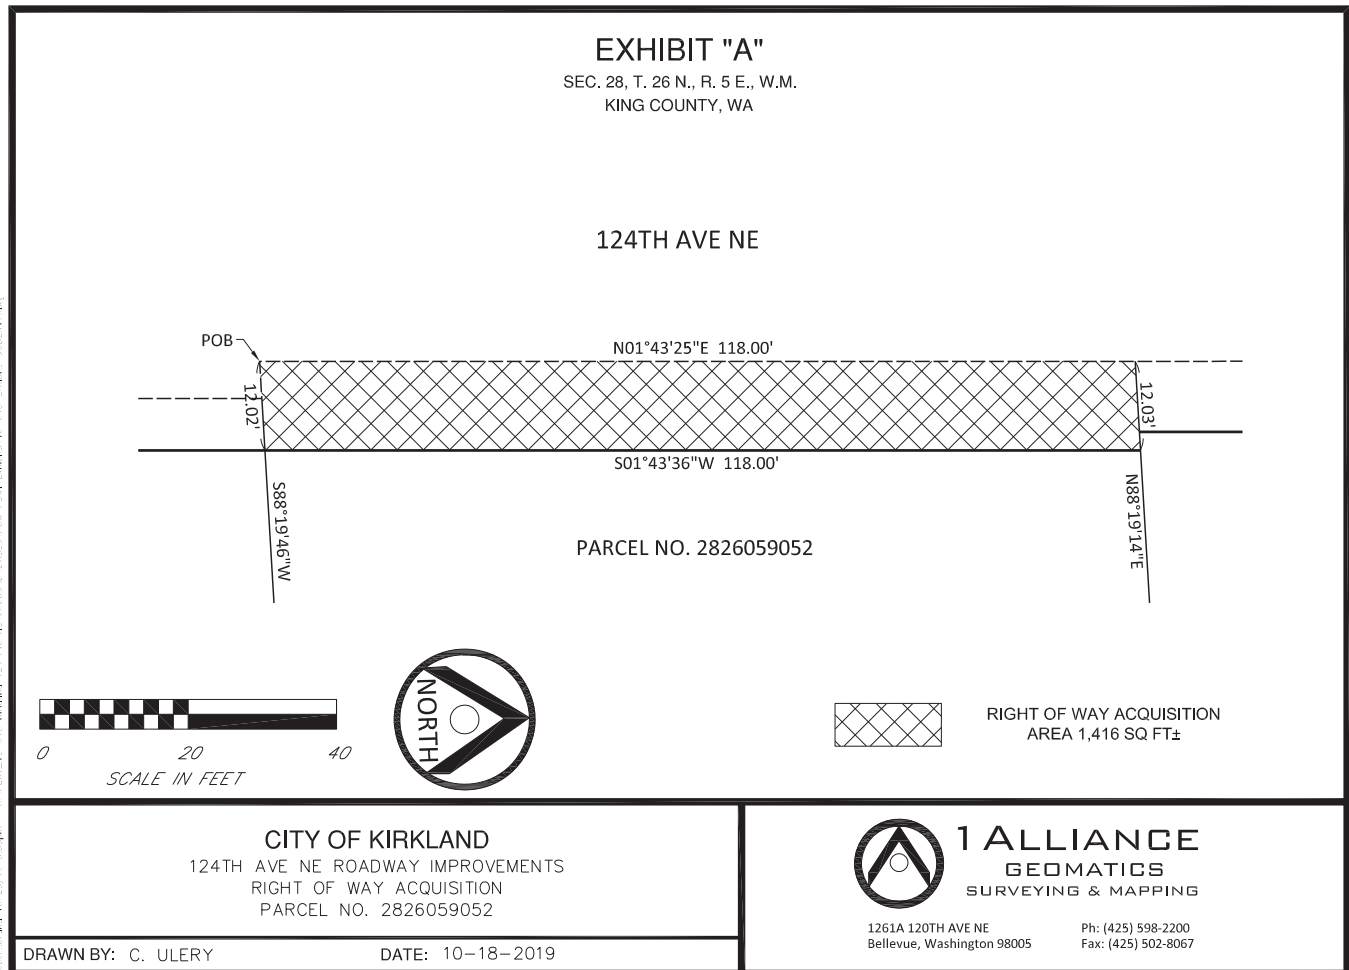 EXHIBIT "A"
SEC. 28, T. 26 N., R. 5 E., W.M.
KING COUNTY, WA
124TH AVE NE
POB
N01°43'25"E 118.00'
12.02'
12.03'
S01°43'36"W 118.00'
S88°19'46"W
N88°19'14"E
PARCEL NO. 2826059052
NORTH
0 20 40
SCALE IN FEET
RIGHT OF WAY ACQUISITION
AREA 1,416 SQ FT±
CITY OF KIRKLAND
124TH AVE NE ROADWAY IMPROVEMENTS
RIGHT OF WAY ACQUISITION
PARCEL NO. 2826059052
DRAWN BY: C. ULERY DATE: 10-18-2019
1 ALLIANCE
GEOMATICS
SURVEYING & MAPPING
1261A 120TH AVE NE Ph: (425) 598-2200
Bellevue, Washington 98005 Fax: (425) 502-8067